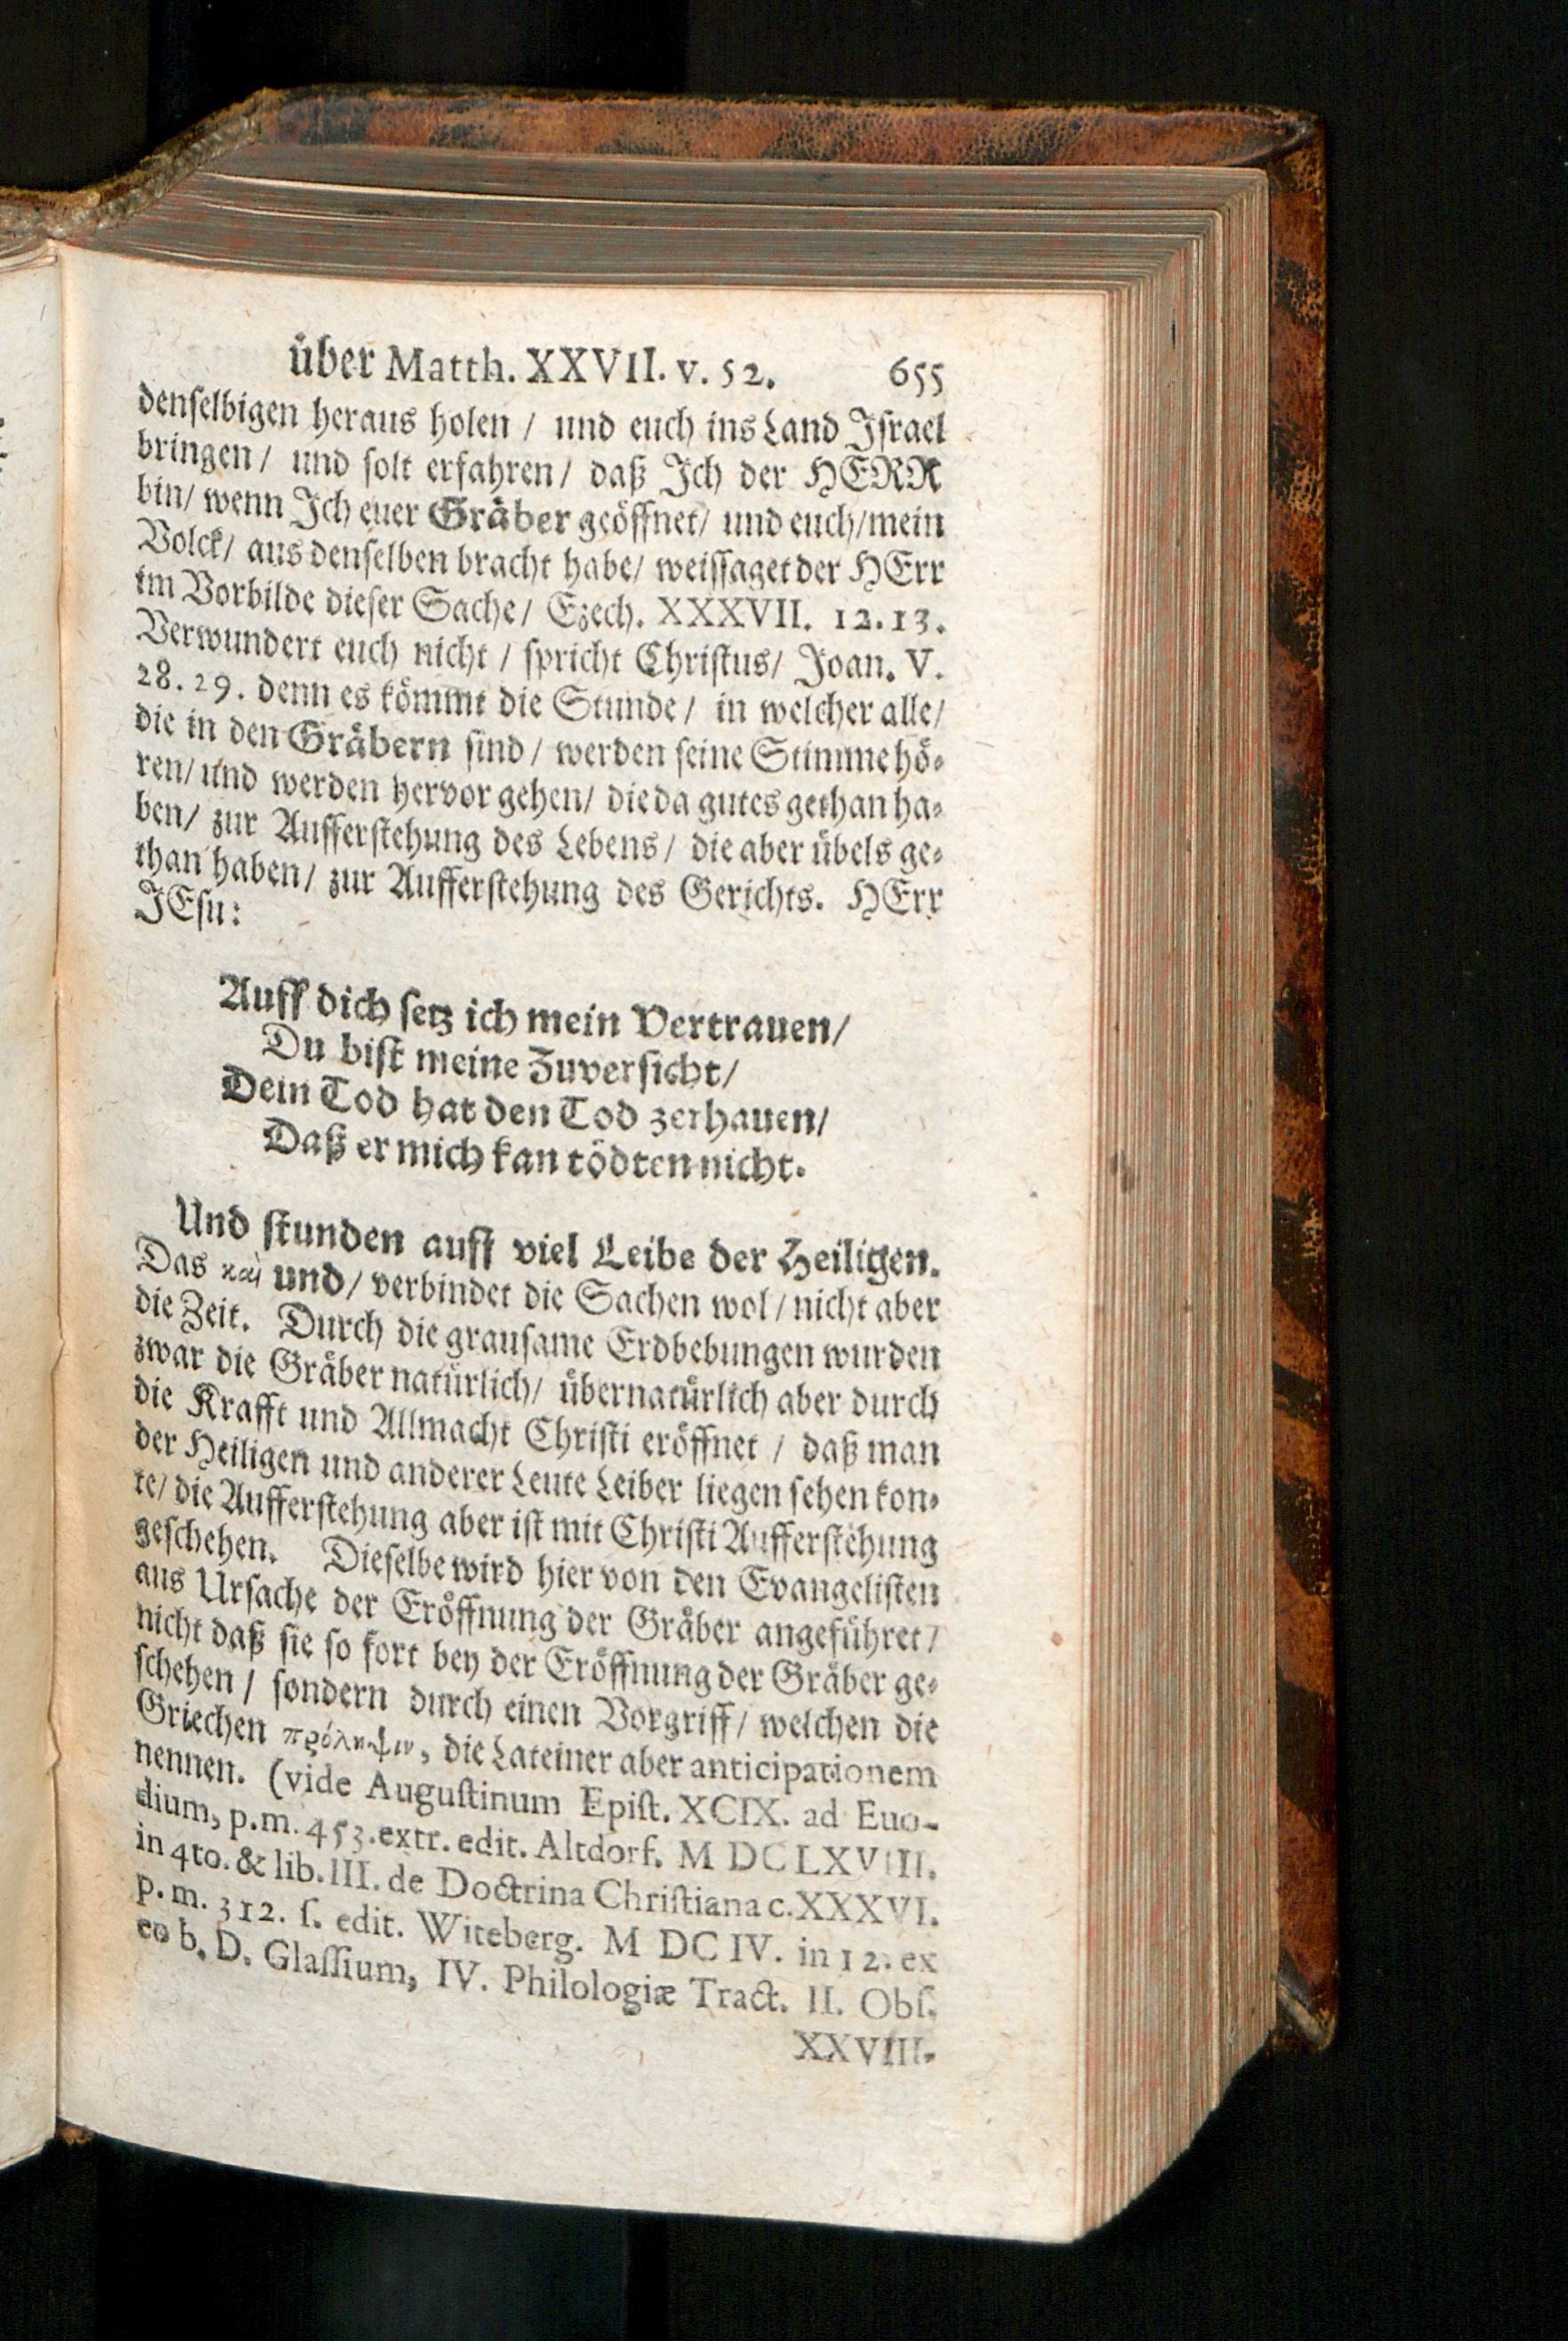 über Matth. XXVII. v. 52. 655
denselbigen heraus holen / und euch ins Land Israel
bringen / und solt erfahren / daß Ich der HERR
bin / wenn Ich euer Gräber geöffnet / und euch / mein
Volck / aus denselben bracht habe / weissaget der HErr
im Vorbilde dieser Sache / Ezech. XXXVII. 12. 13.
Verwundert euch nicht / spricht Christus / Joan. V.
28. 29. denn es kömmt die Stunde / in welcher alle /
die in den Gräbern sind / werden seine Stimme hö-
ren / und werden hervor gehen / die da gutes gethan ha-
ben / zur Aufferstehung des Lebens / die aber übels ge-
than haben / zur Aufferstehung des Gerichts. HErr
JEsu:
Auff dich setz ich mein Vertrauen /
Du bist meine Zuversicht /
Dein Tod hat den Tod zerhauen /
Daß er mich kan tödten nicht.
Und stunden auff viel Leibe der Heiligen.
Das καὶ und / verbindet die Sachen wol / nicht aber
die Zeit. Durch die grausame Erdbebungen wurden
zwar die Gräber natürlich / übernatürlich aber durch
die Krafft und Allmacht Christi eröffnet / daß man
der Heiligen und anderer Leute Leiber liegen sehen kon-
te / die Aufferstehung aber ist mit Christi Aufferstehung
geschehen. Dieselbe wird hier von den Evangelisten
aus Ursache der Eröffnung der Gräber angeführet /
nicht daß sie so fort bey der Eröffnung der Gräber ge-
schehen / sondern durch einen Vorgriff / welchen die
Griechen πρόληψιν, die Lateiner aber anticipationem
nennen. (vide Augustinum Epist. XCIX. ad Euo-
dium, p. m. 453. extr. edit. Altdorf. M DC LXVIII.
in 4to. & lib. III. de Doctrina Christiana c. XXXVI.
p. m. 312. s. edit. Witeberg. M DC IV. in 12. ex
eo b. D. Glassium, IV. Philologiæ Tract. II. Obs.
XXVIII.